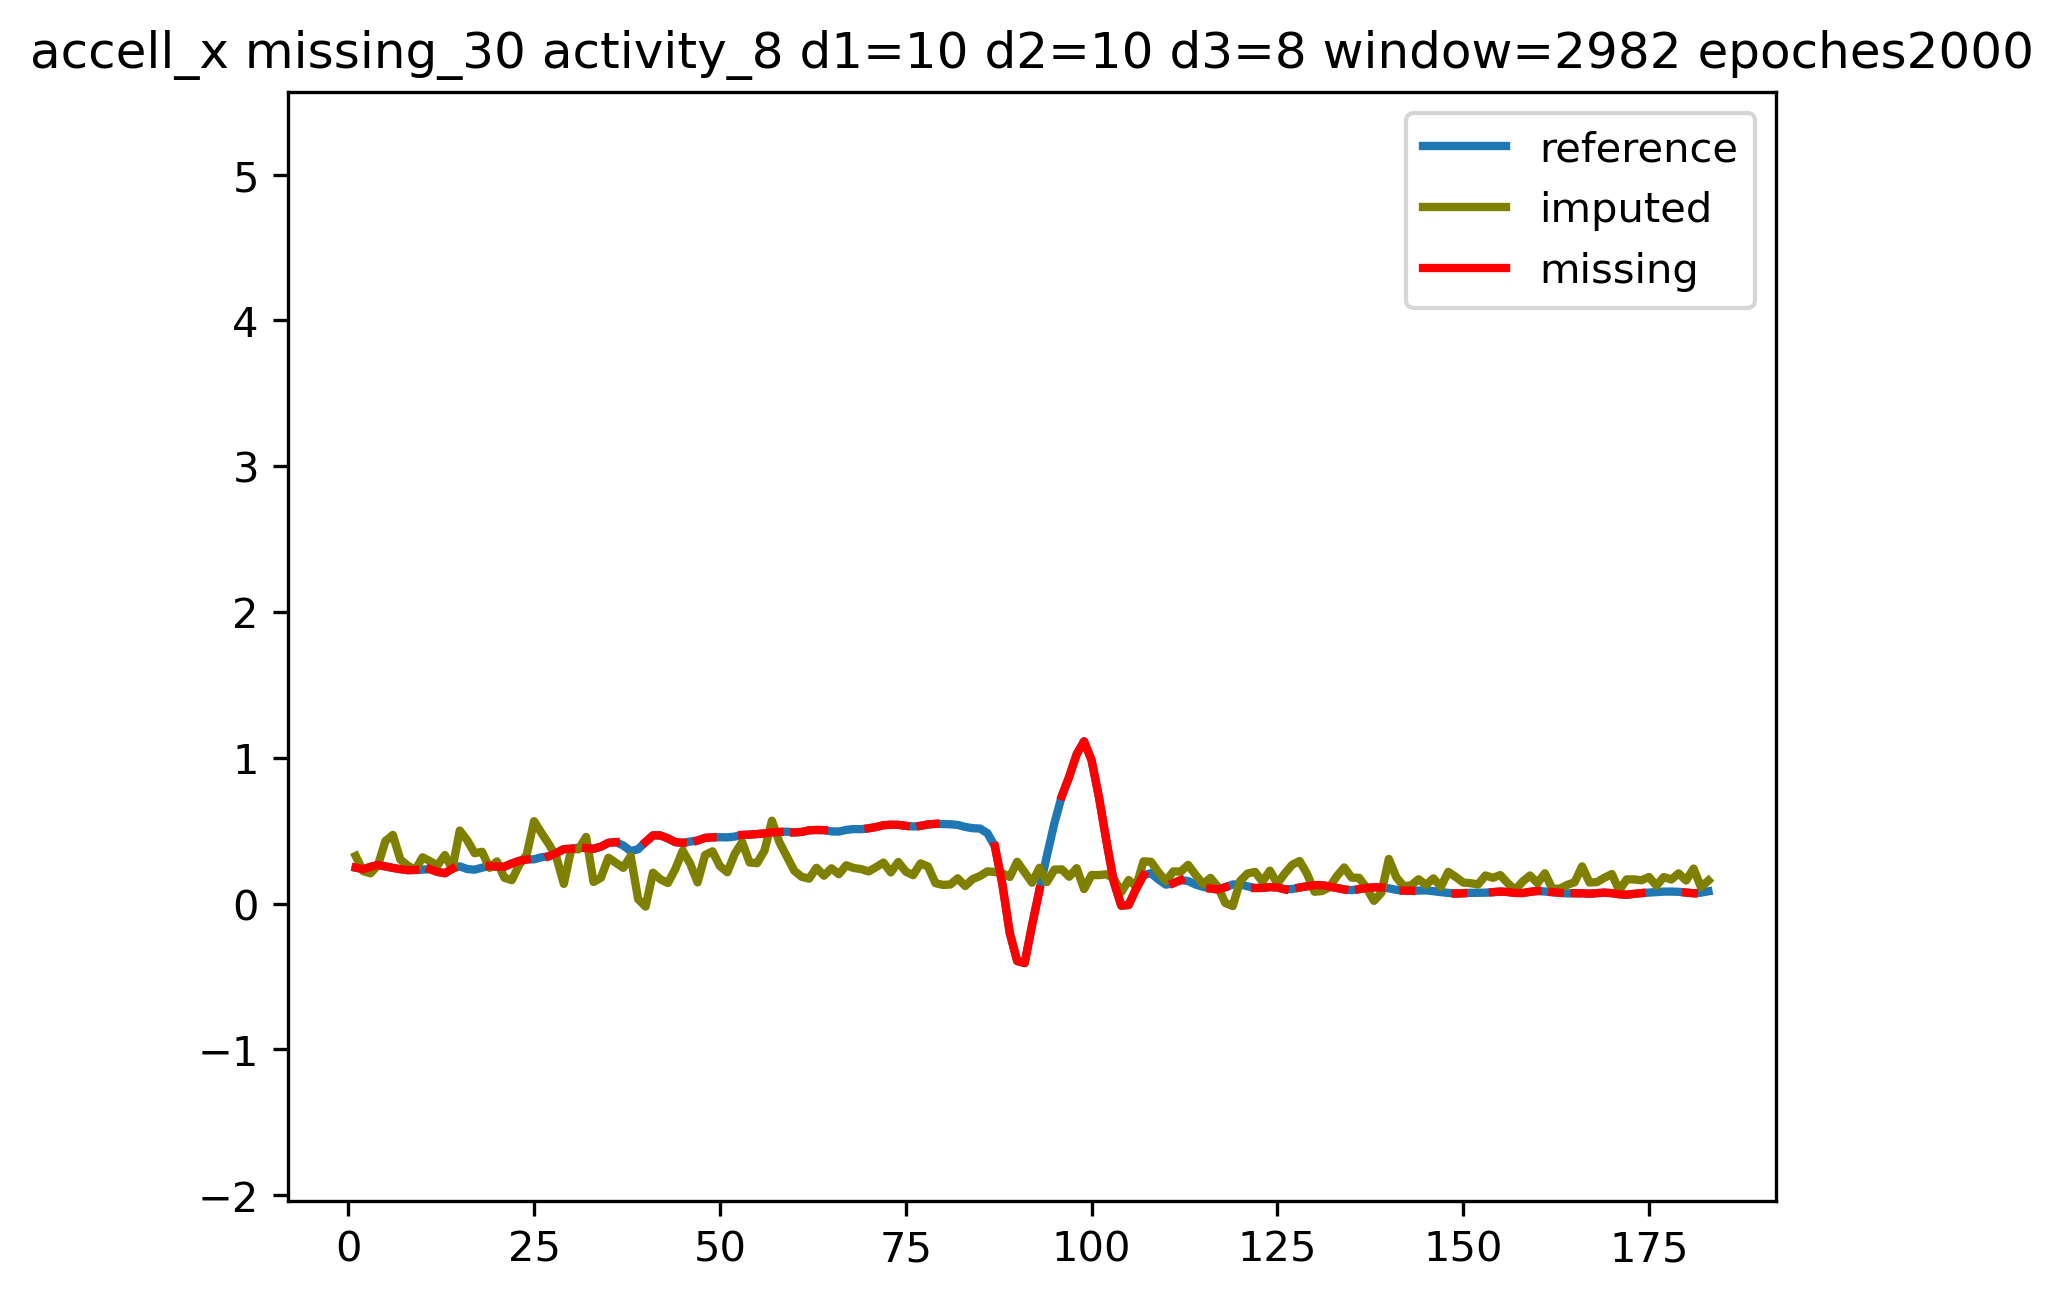 accell_x missing_30 activity_8 d1=10 d2=10 d3=8 window=2982 epoches2000
reference
imputed
missing
5
4
3
2
1
0
−1
−2
0 25 50 75 100 125 150 175